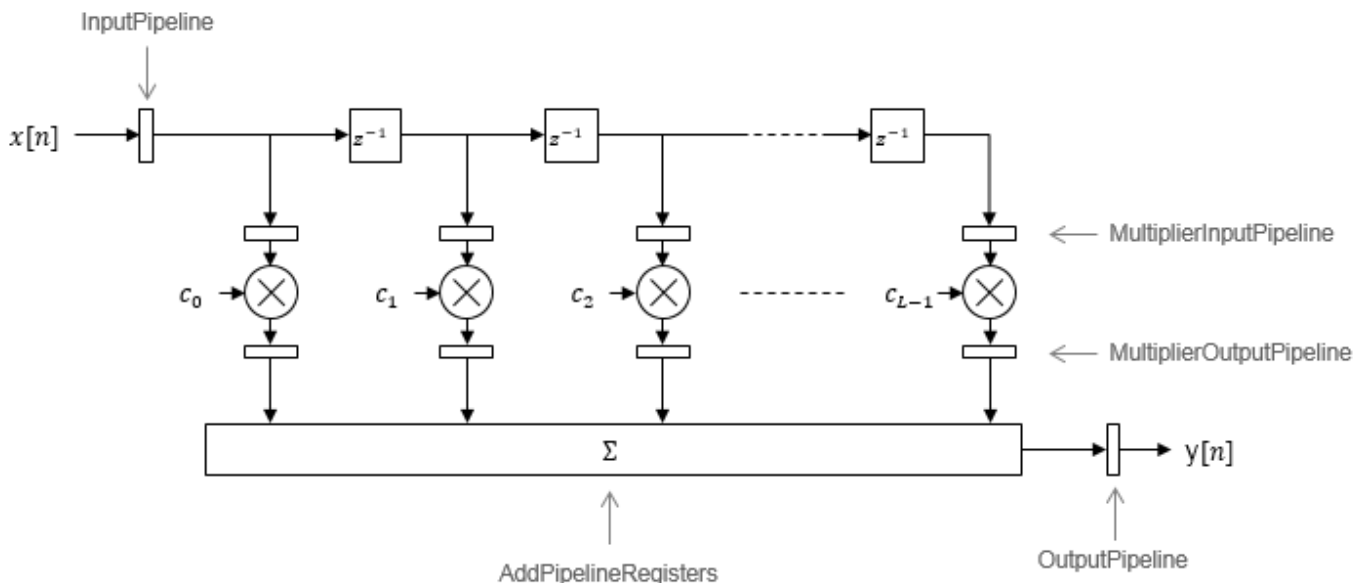 InputPipeline
x[n]
z⁻¹
z⁻¹
z⁻¹
MultiplierInputPipeline
c₀
c₁
c₂
c_{L−1}
MultiplierOutputPipeline
Σ
y[n]
AddPipelineRegisters
OutputPipeline